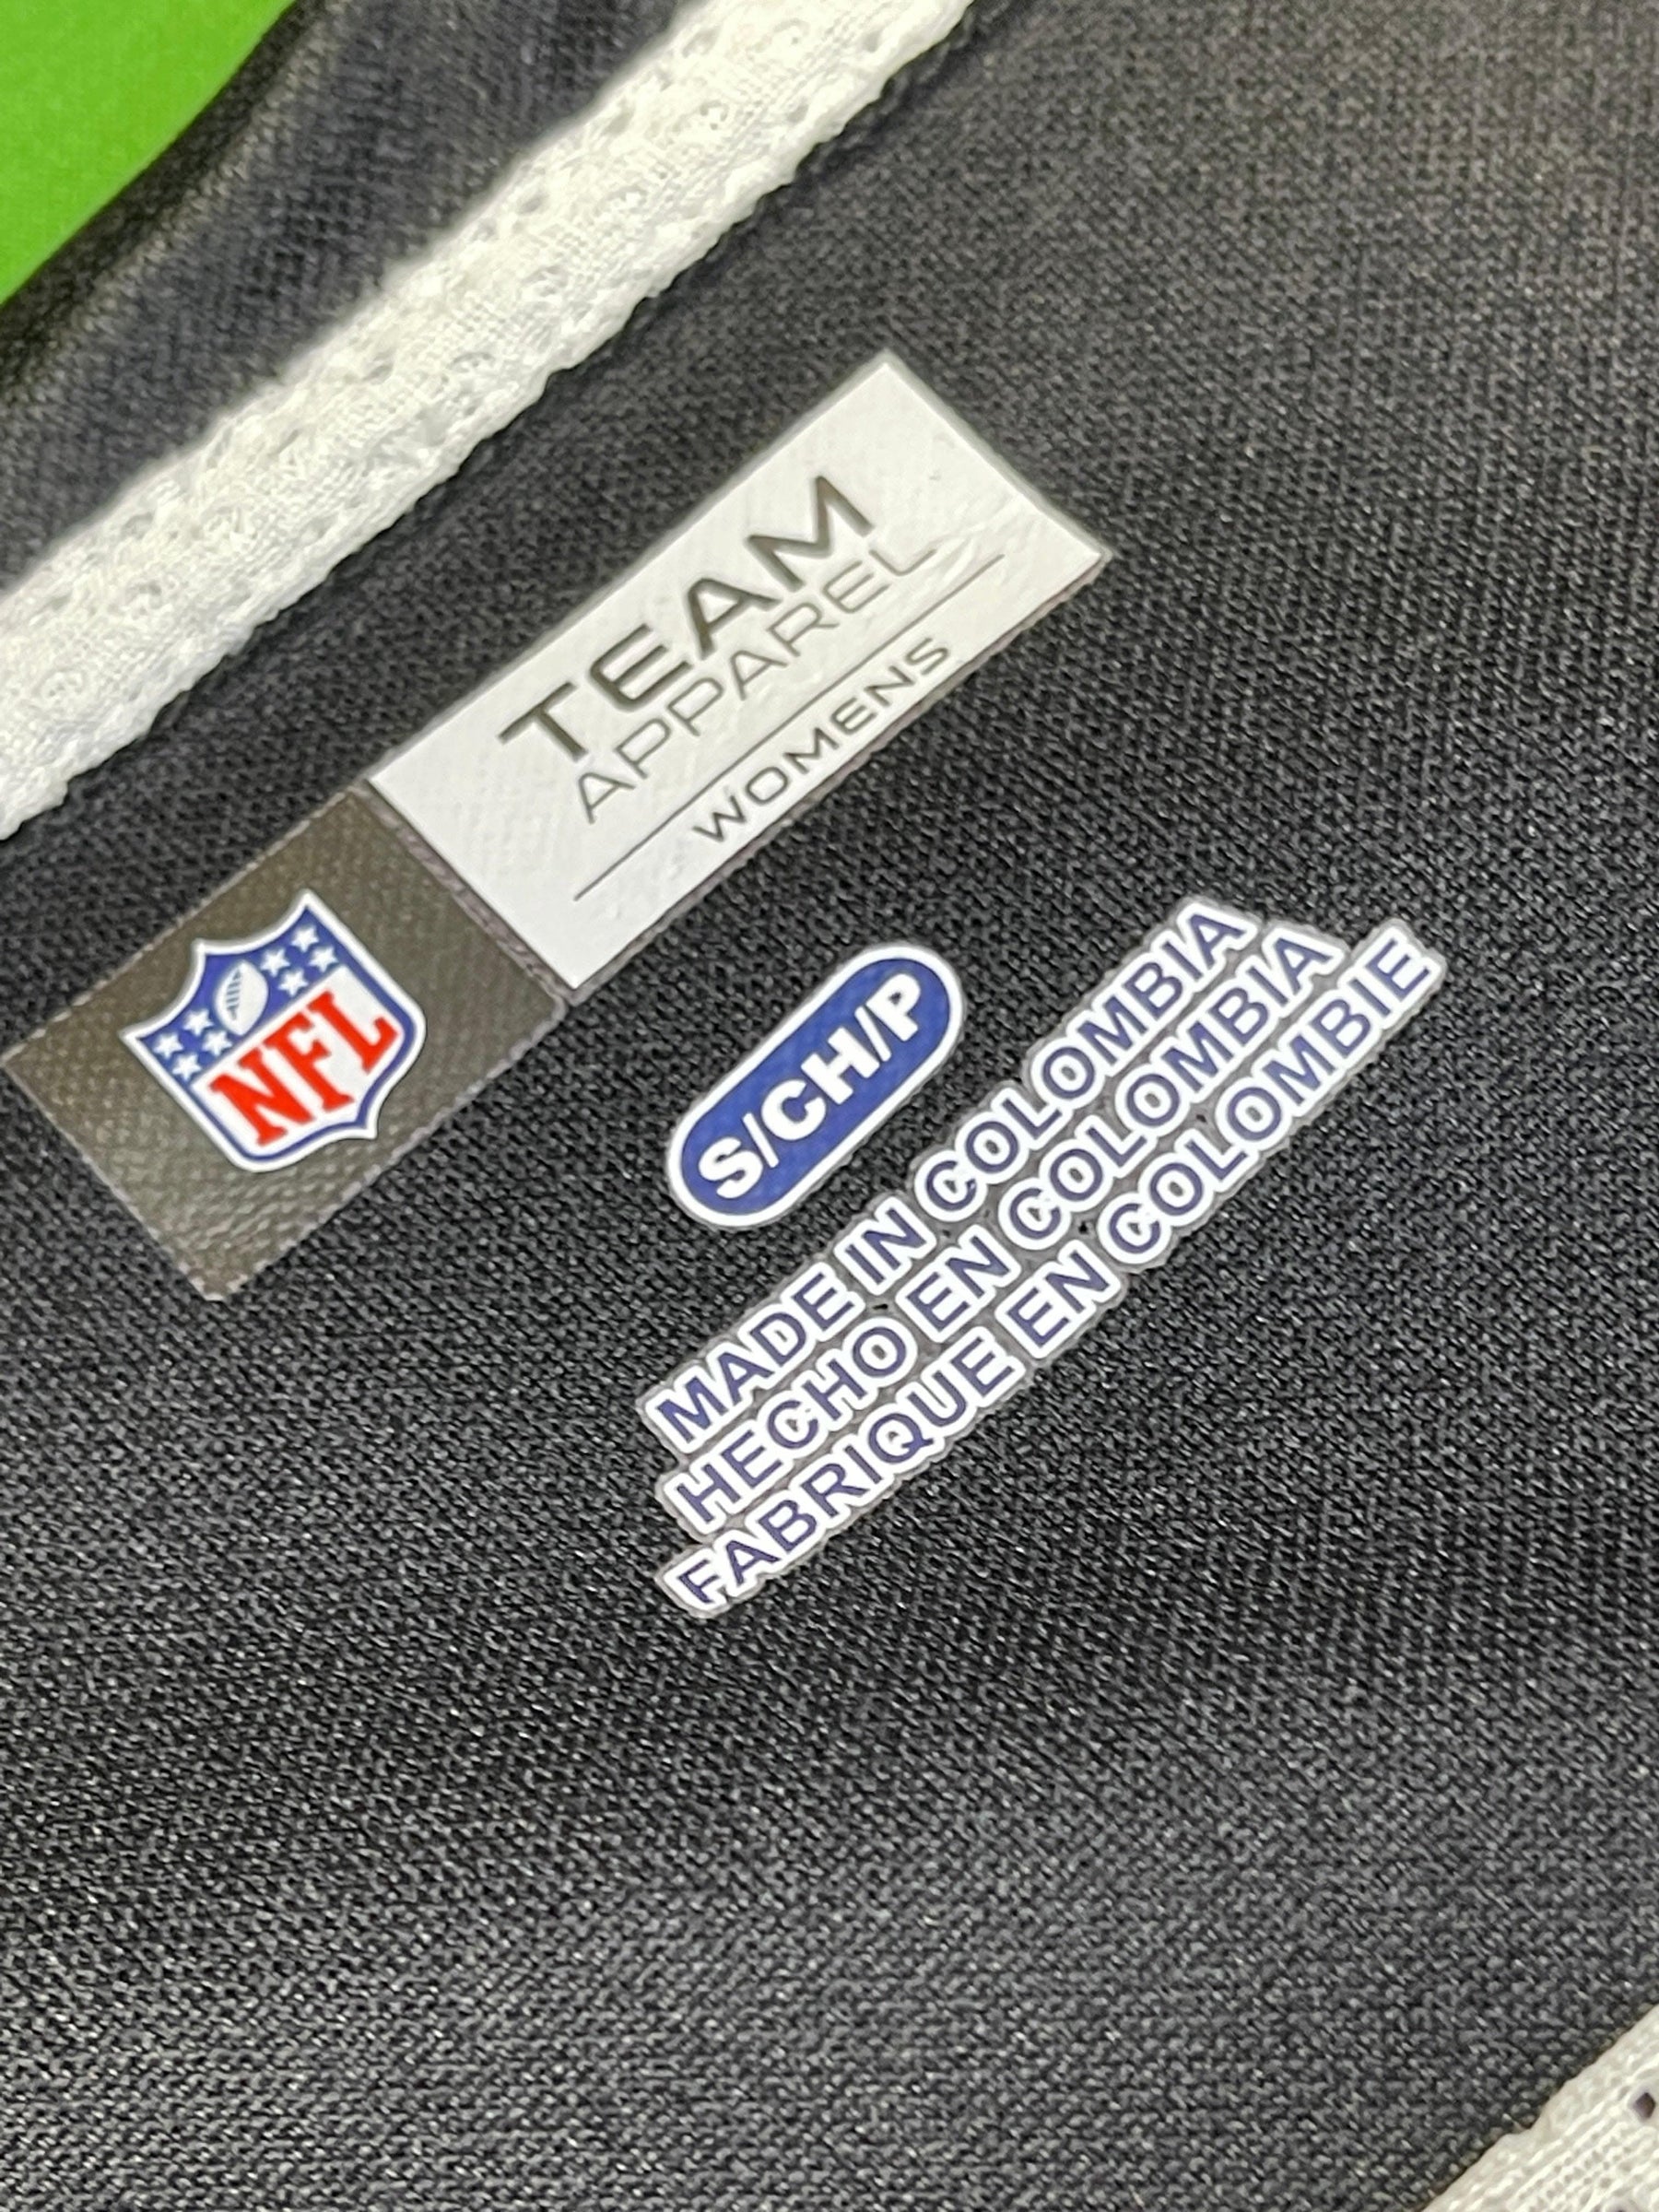 TEAM
APPAREL
WOMENS
NFL
S/CH/P
MADE IN COLOMBIA
HECHO EN COLOMBIA
FABRIQUE EN COLOMBIE